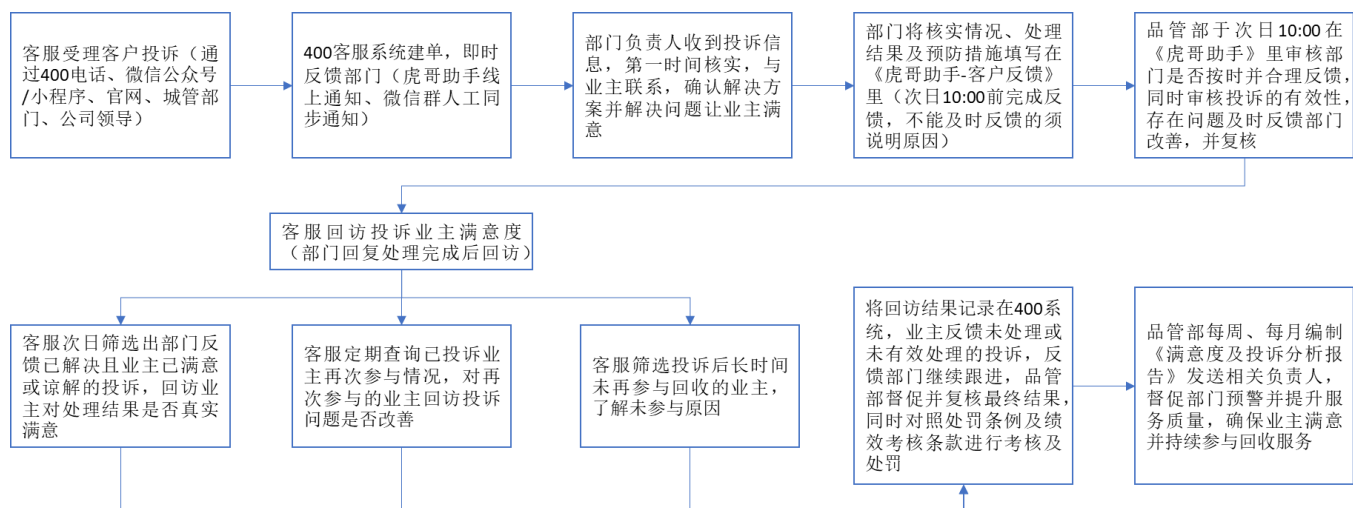 客服受理客户投诉（通
过400电话、微信公众号
/小程序、官网、城管部
门、公司领导）
400客服系统建单，即时
反馈部门（虎哥助手线
上通知、微信群人工同
步通知）
部门负责人收到投诉信
息，第一时间核实，与
业主联系，确认解决方
案并解决问题让业主满
意
部门将核实情况、处理
结果及预防措施填写在
《虎哥助手-客户反馈》
里（次日10:00前完成反
馈，不能及时反馈的须
说明原因）
品管部于次日10:00在
《虎哥助手》里审核部
门是否按时并合理反馈，
同时审核投诉的有效性，
存在问题及时反馈部门
改善，并复核
客服回访投诉业主满意度
（部门回复处理完成后回访）
客服次日筛选出部门反
馈已解决且业主已满意
或谅解的投诉，回访业
主对处理结果是否真实
满意
客服定期查询已投诉业
主再次参与情况，对再
次参与的业主回访投诉
问题是否改善
客服筛选投诉后长时间
未再参与回收的业主，
了解未参与原因
将回访结果记录在400系
统，业主反馈未处理或
未有效处理的投诉，反
馈部门继续跟进，品管
部督促并复核最终结果，
同时对照处罚条例及绩
效考核条款进行考核及
处罚
品管部每周、每月编制
《满意度及投诉分析报
告》发送相关负责人，
督促部门预警并提升服
务质量，确保业主满意
并持续参与回收服务